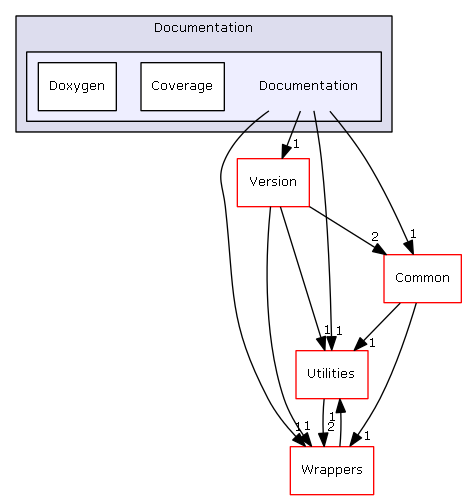 Documentation
Doxygen Coverage Documentation
1
Version
2 1
Common
1 1 1
Utilities
1
1 1 2 1
Wrappers